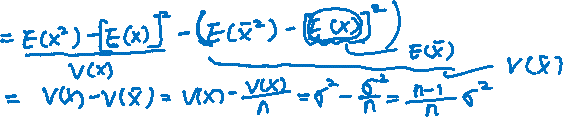 = E(x²) - [E(x)]² - (E(x̄²) - [E(x)]²)
V(x) E(x̄) V(x̄)
= V(x) - V(x̄) = V(x) - V(x)/n = σ² - σ²/n = n-1/n σ²